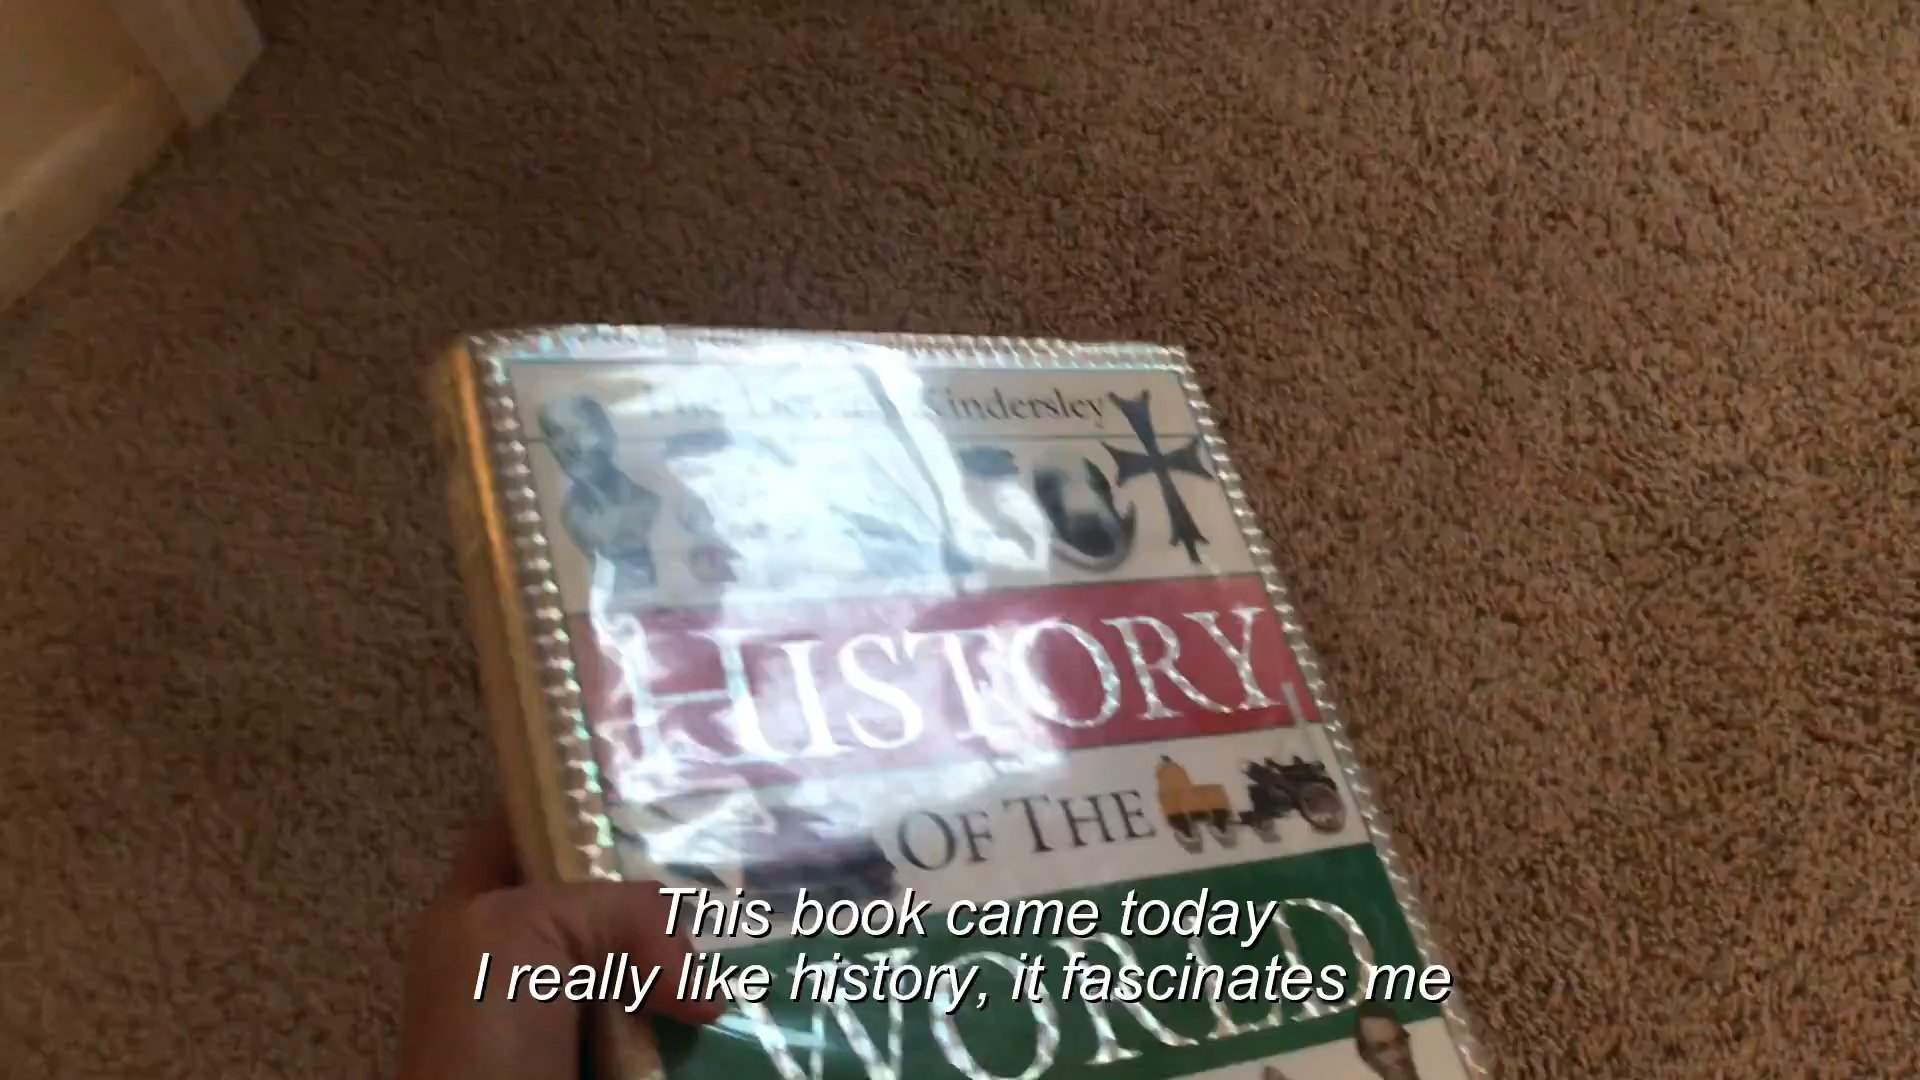 Kindersley
HISTORY
OF THE
WORLD
This book came today
I really like history, it fascinates me